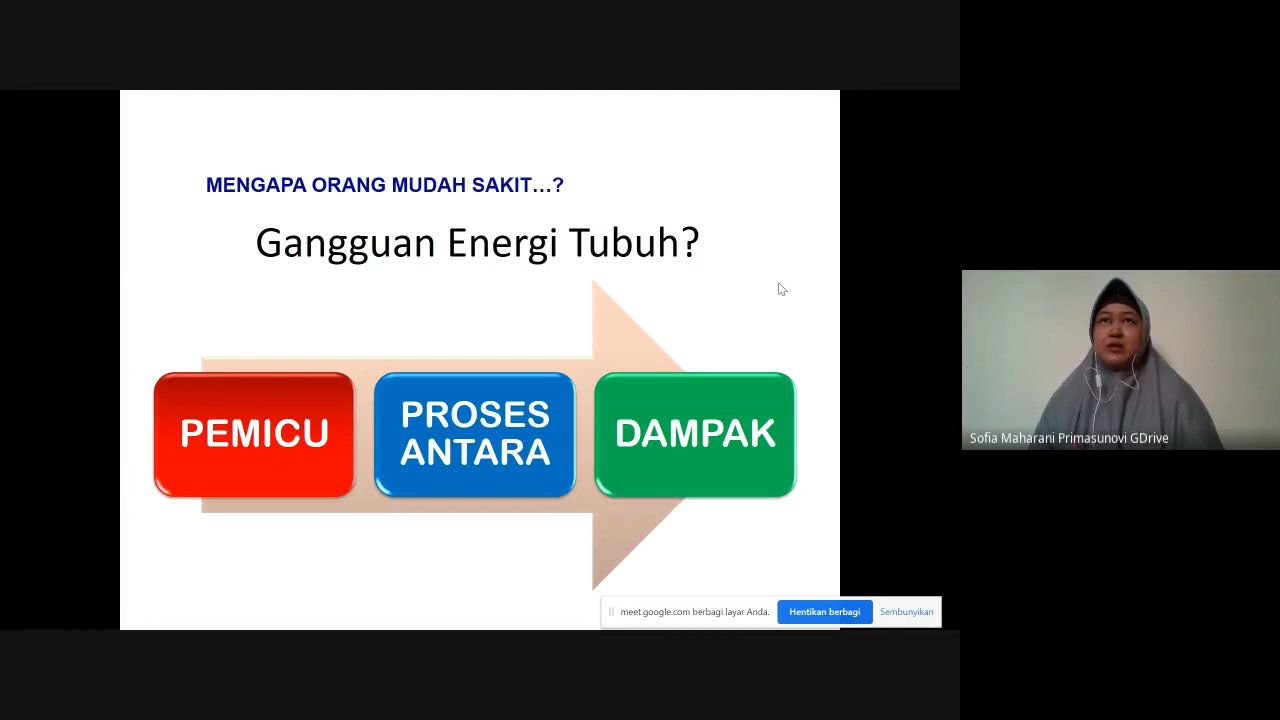 MENGAPA ORANG MUDAH SAKIT...?
Gangguan Energi Tubuh?
PEMICU
PROSES
ANTARA
DAMPAK
Sofia Maharani Primasunovi GDrive
meet.google.com berbagi layar Anda.
Hentikan berbagi
Sembunyikan